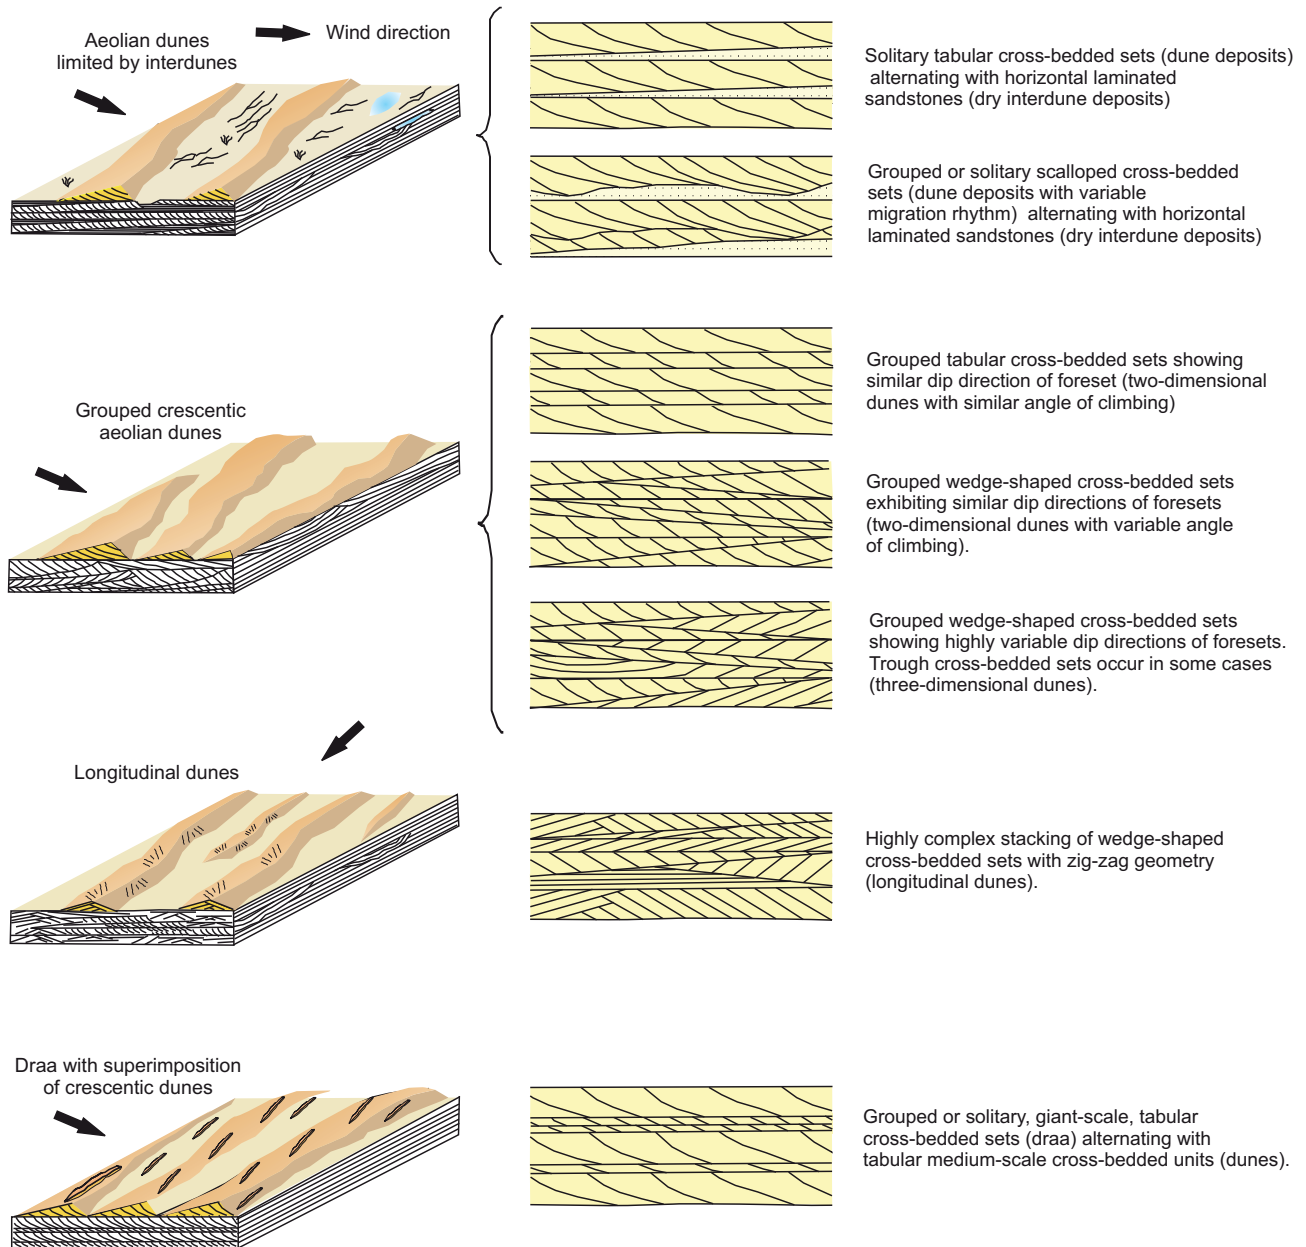 Aeolian dunes
limited by interdunes
Wind direction
Solitary tabular cross-bedded sets (dune deposits)
alternating with horizontal laminated
sandstones (dry interdune deposits)
Grouped or solitary scalloped cross-bedded
sets (dune deposits with variable
migration rhythm) alternating with horizontal
laminated sandstones (dry interdune deposits)
Grouped crescentic
aeolian dunes
Grouped tabular cross-bedded sets showing
similar dip direction of foreset (two-dimensional
dunes with similar angle of climbing)
Grouped wedge-shaped cross-bedded sets
exhibiting similar dip directions of foresets
(two-dimensional dunes with variable angle
of climbing).
Grouped wedge-shaped cross-bedded sets
showing highly variable dip directions of foresets.
Trough cross-bedded sets occur in some cases
(three-dimensional dunes).
Longitudinal dunes
Highly complex stacking of wedge-shaped
cross-bedded sets with zig-zag geometry
(longitudinal dunes).
Draa with superimposition
of crescentic dunes
Grouped or solitary, giant-scale, tabular
cross-bedded sets (draa) alternating with
tabular medium-scale cross-bedded units (dunes).